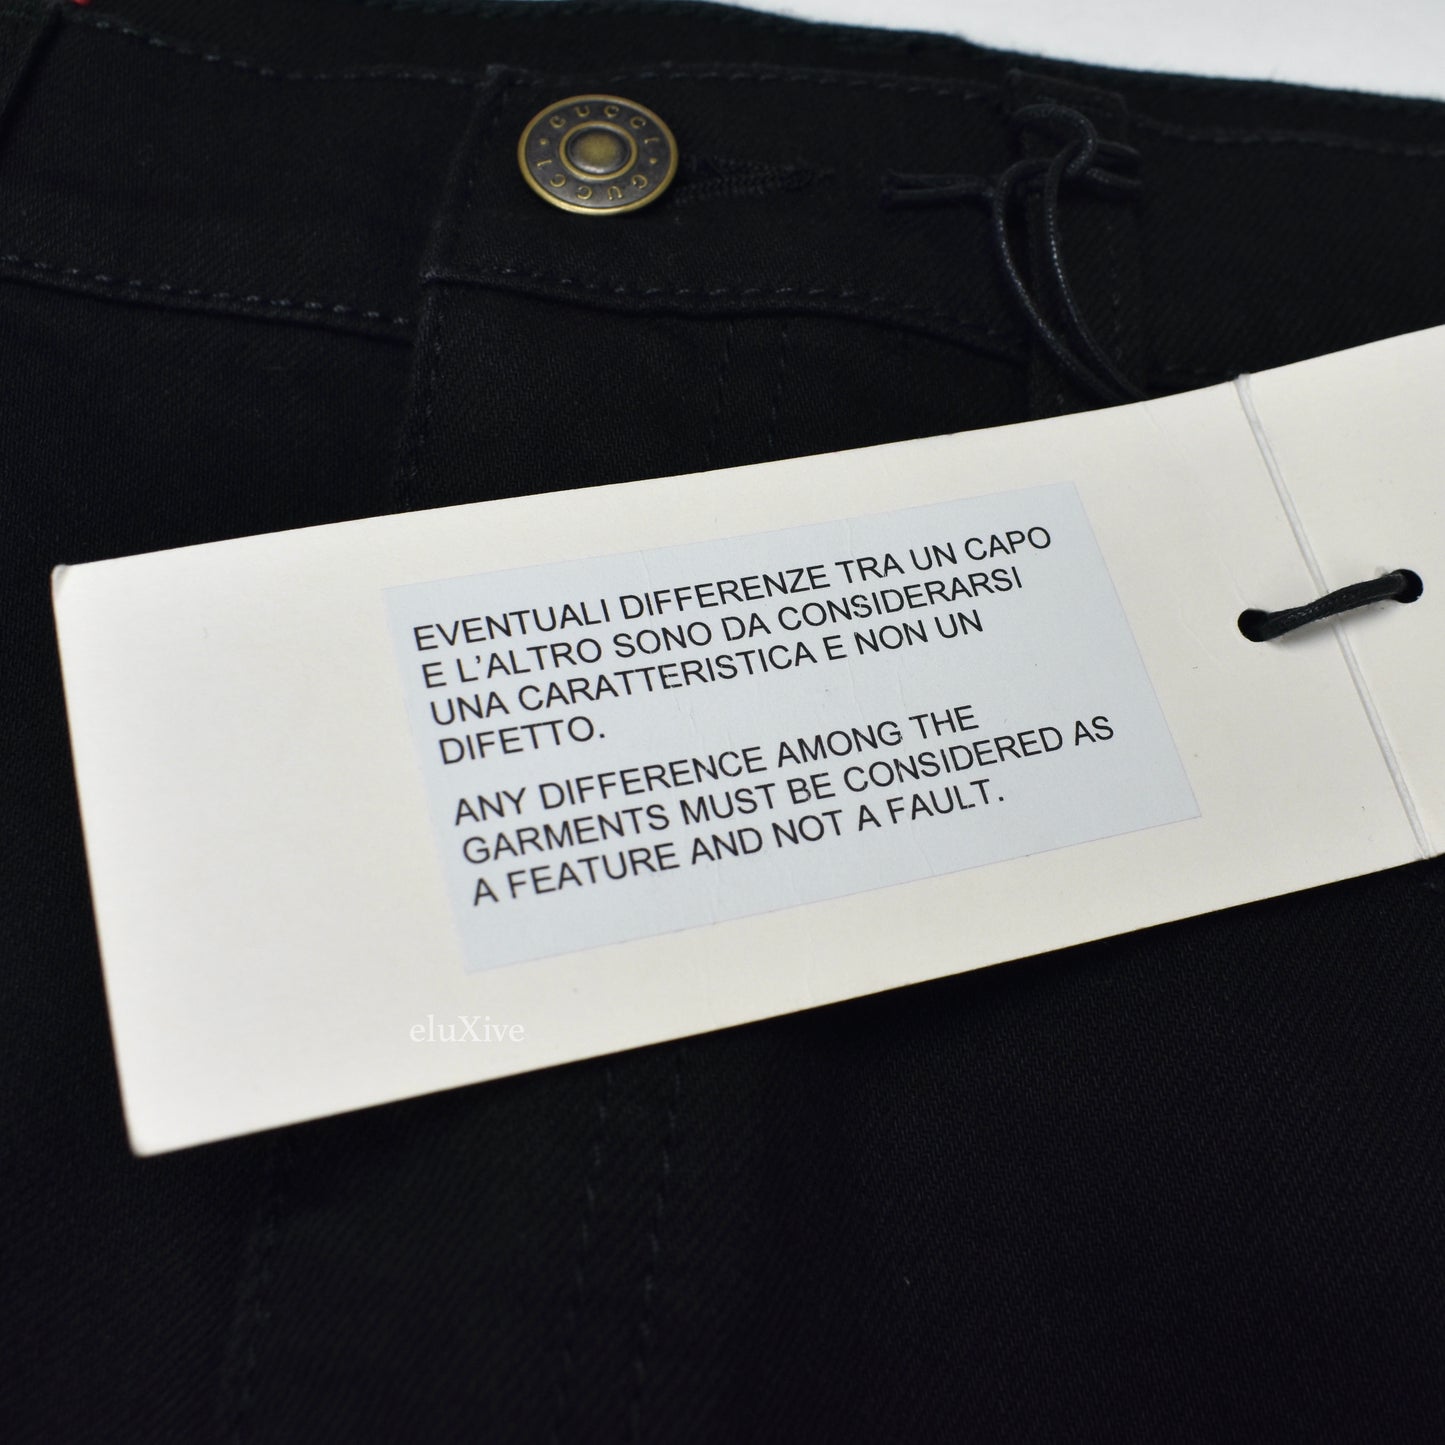 GUCCI • GUCCI •
EVENTUALI DIFFERENZE TRA UN CAPO
E L'ALTRO SONO DA CONSIDERARSI
UNA CARATTERISTICA E NON UN
DIFETTO.
ANY DIFFERENCE AMONG THE
GARMENTS MUST BE CONSIDERED AS
A FEATURE AND NOT A FAULT.
eluXive